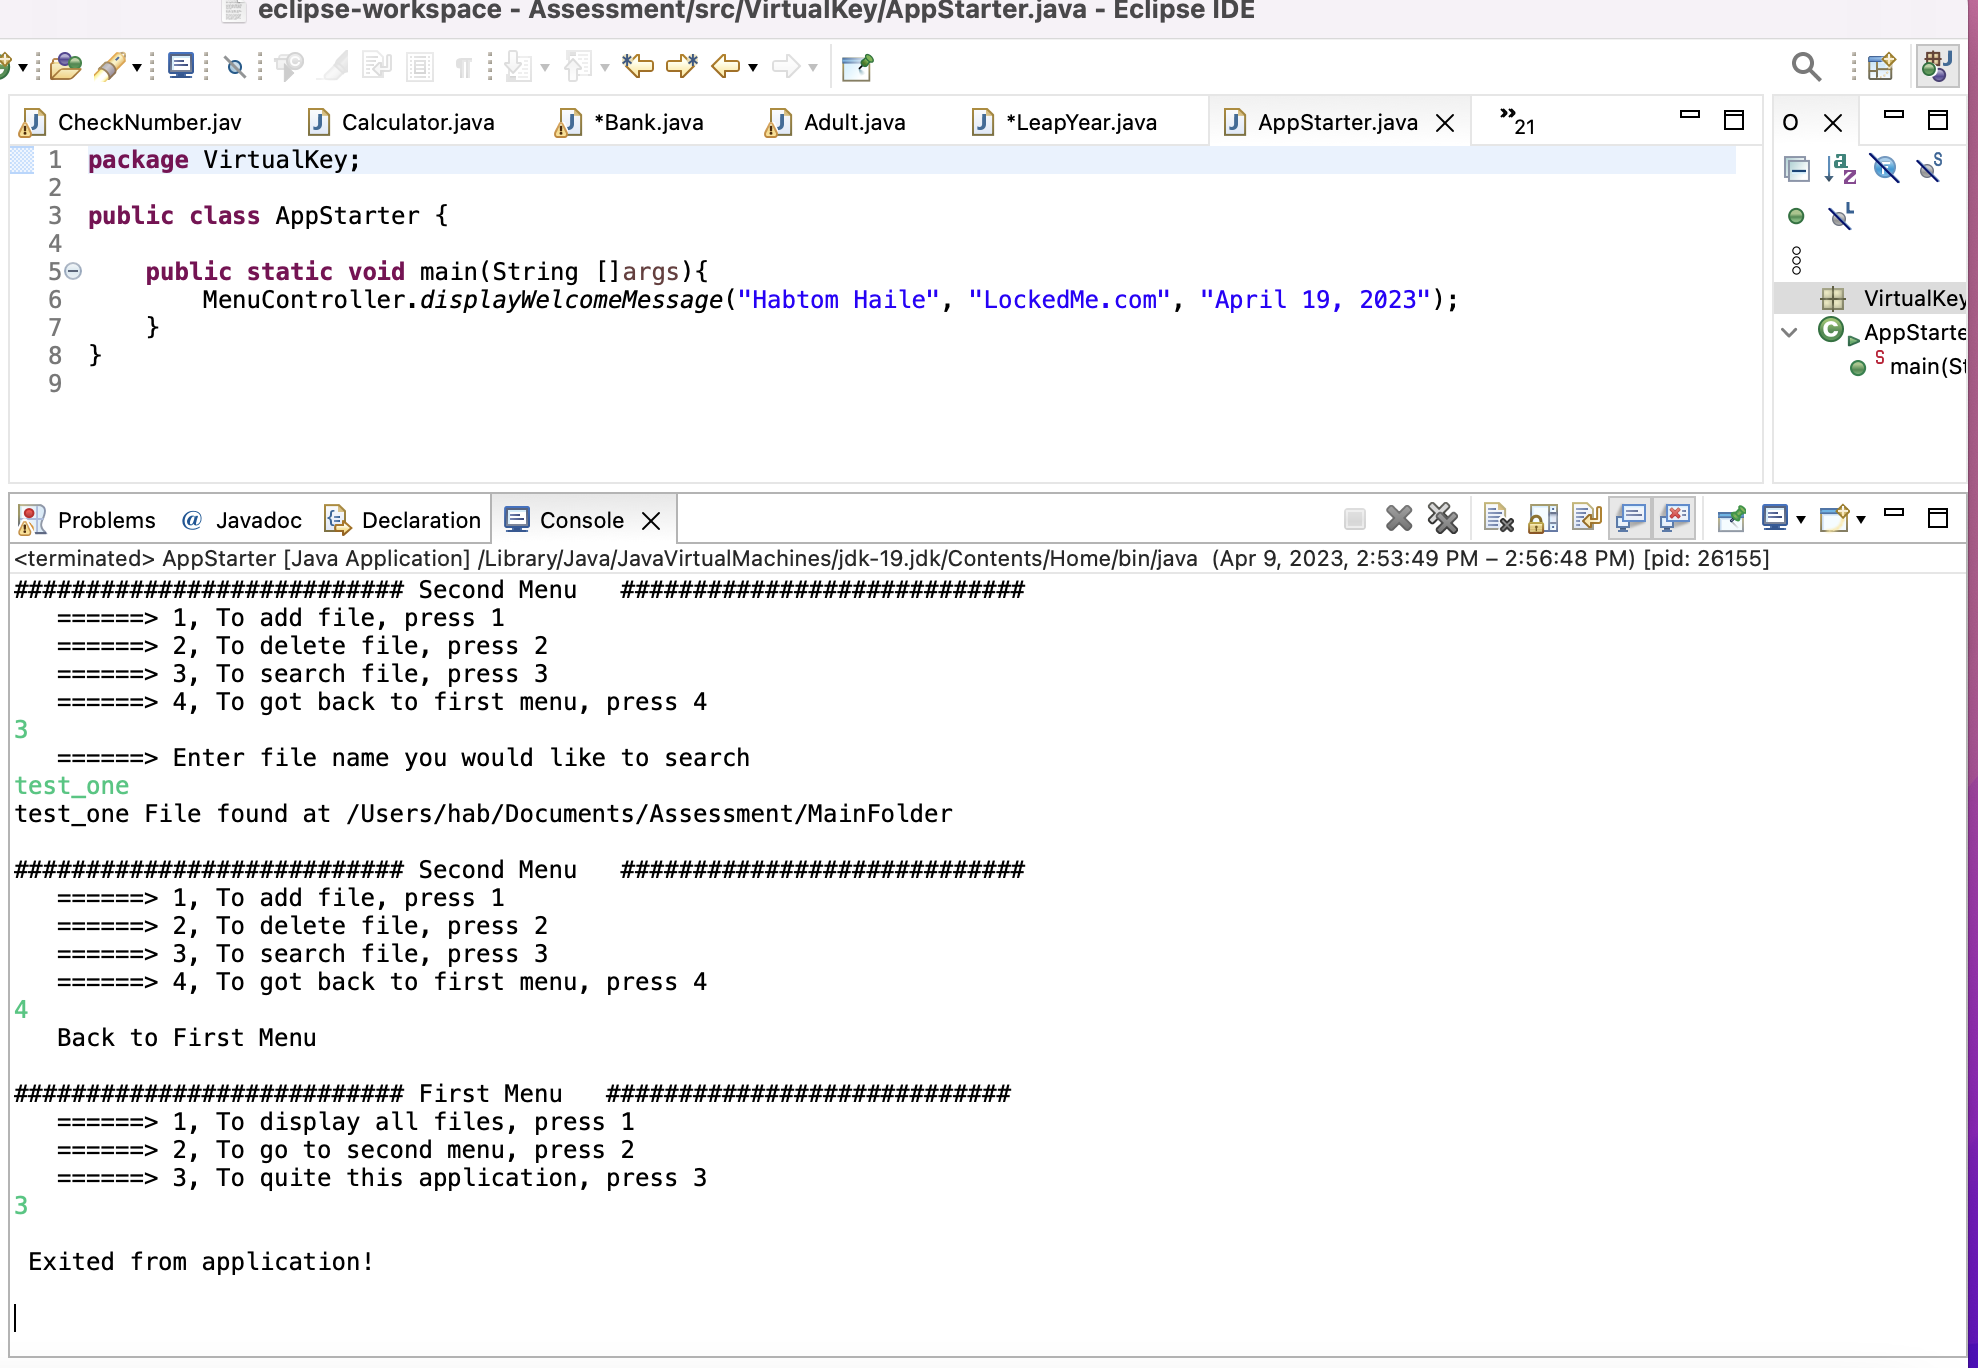 eclipse-workspace - Assessment/src/VirtualKey/AppStarter.java - Eclipse IDE
CheckNumber.jav Calculator.java *Bank.java Adult.java *LeapYear.java AppStarter.java »21 O
1 package VirtualKey;
2
3 public class AppStarter {
4
5 public static void main(String []args){
6 MenuController.displayWelcomeMessage("Habtom Haile", "LockedMe.com", "April 19, 2023");
7 }
8 }
9
VirtualKey
AppStarte
S main(St
Problems @ Javadoc Declaration Console
<terminated> AppStarter [Java Application] /Library/Java/JavaVirtualMachines/jdk-19.jdk/Contents/Home/bin/java (Apr 9, 2023, 2:53:49 PM – 2:56:48 PM) [pid: 26155]
########################### Second Menu   ############################
======> 1, To add file, press 1
======> 2, To delete file, press 2
======> 3, To search file, press 3
======> 4, To got back to first menu, press 4
3
======> Enter file name you would like to search
test_one
test_one File found at /Users/hab/Documents/Assessment/MainFolder
########################### Second Menu   ############################
======> 1, To add file, press 1
======> 2, To delete file, press 2
======> 3, To search file, press 3
======> 4, To got back to first menu, press 4
4
Back to First Menu
########################### First Menu   ############################
======> 1, To display all files, press 1
======> 2, To go to second menu, press 2
======> 3, To quite this application, press 3
3
Exited from application!